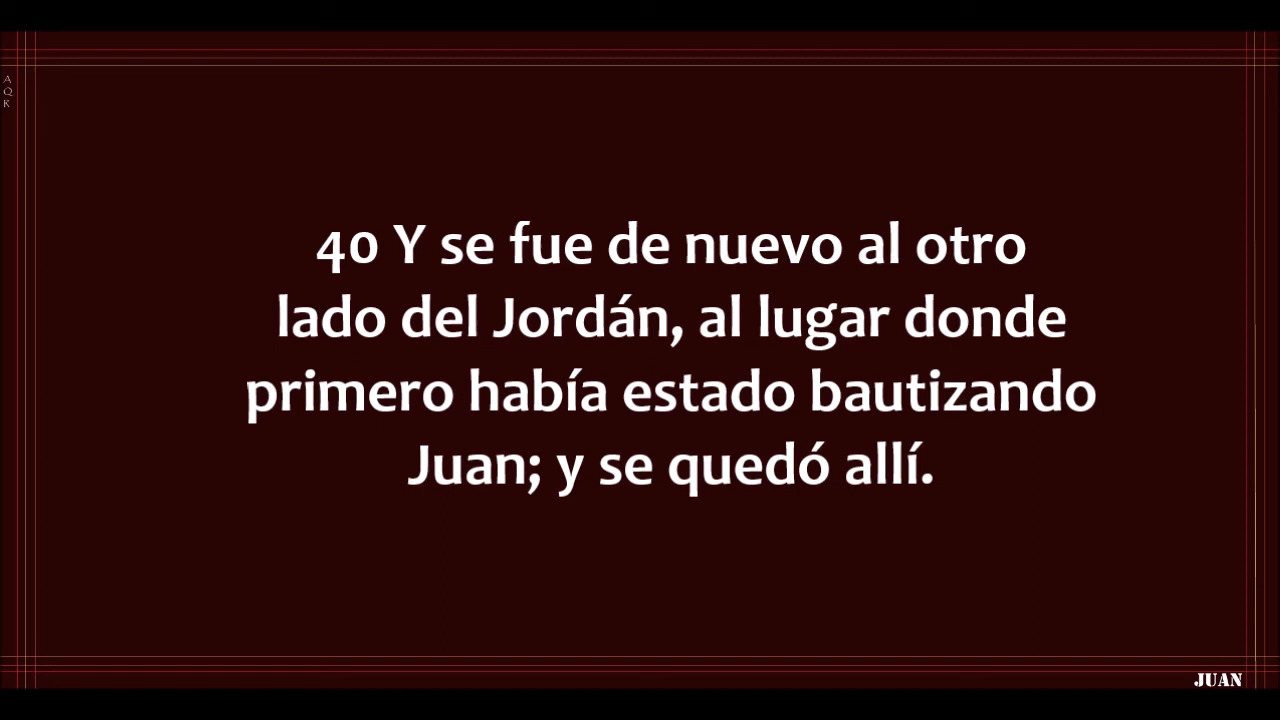 A
Q
R
40 Y se fue de nuevo al otro
lado del Jordán, al lugar donde
primero había estado bautizando
Juan; y se quedó allí.
JUAN